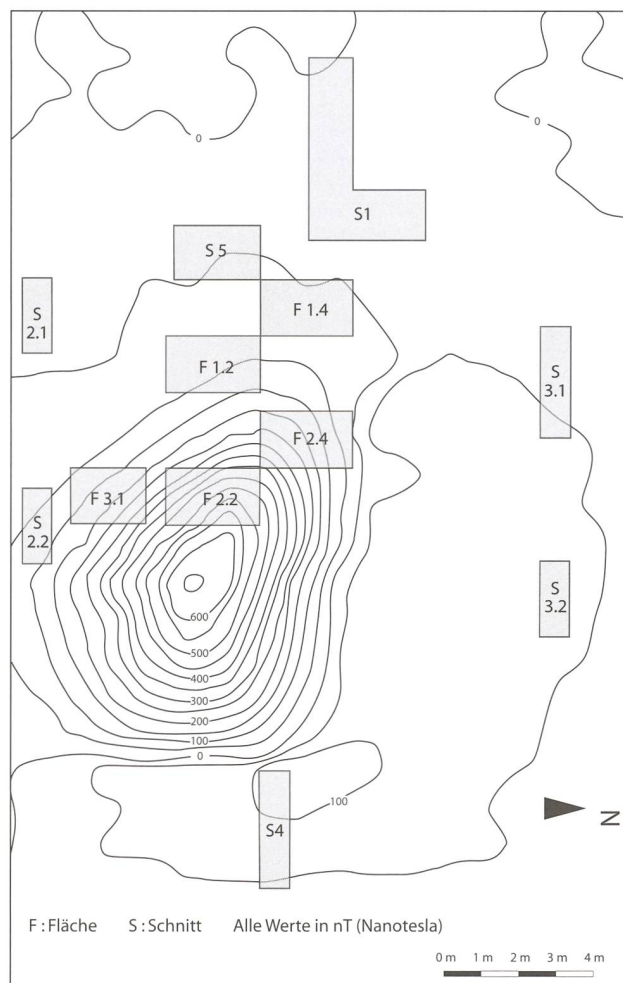 0
0
S1
S 5
S
2.1
F 1.4
F 1.2
S
3.1
F 2.4
F 3.1
F 2.2
S
2.2
S
3.2
600
500
400
300
200
100
0
100
S4
N
F : Fläche S : Schnitt Alle Werte in nT (Nanotesla)
0 m 1 m 2 m 3 m 4 m